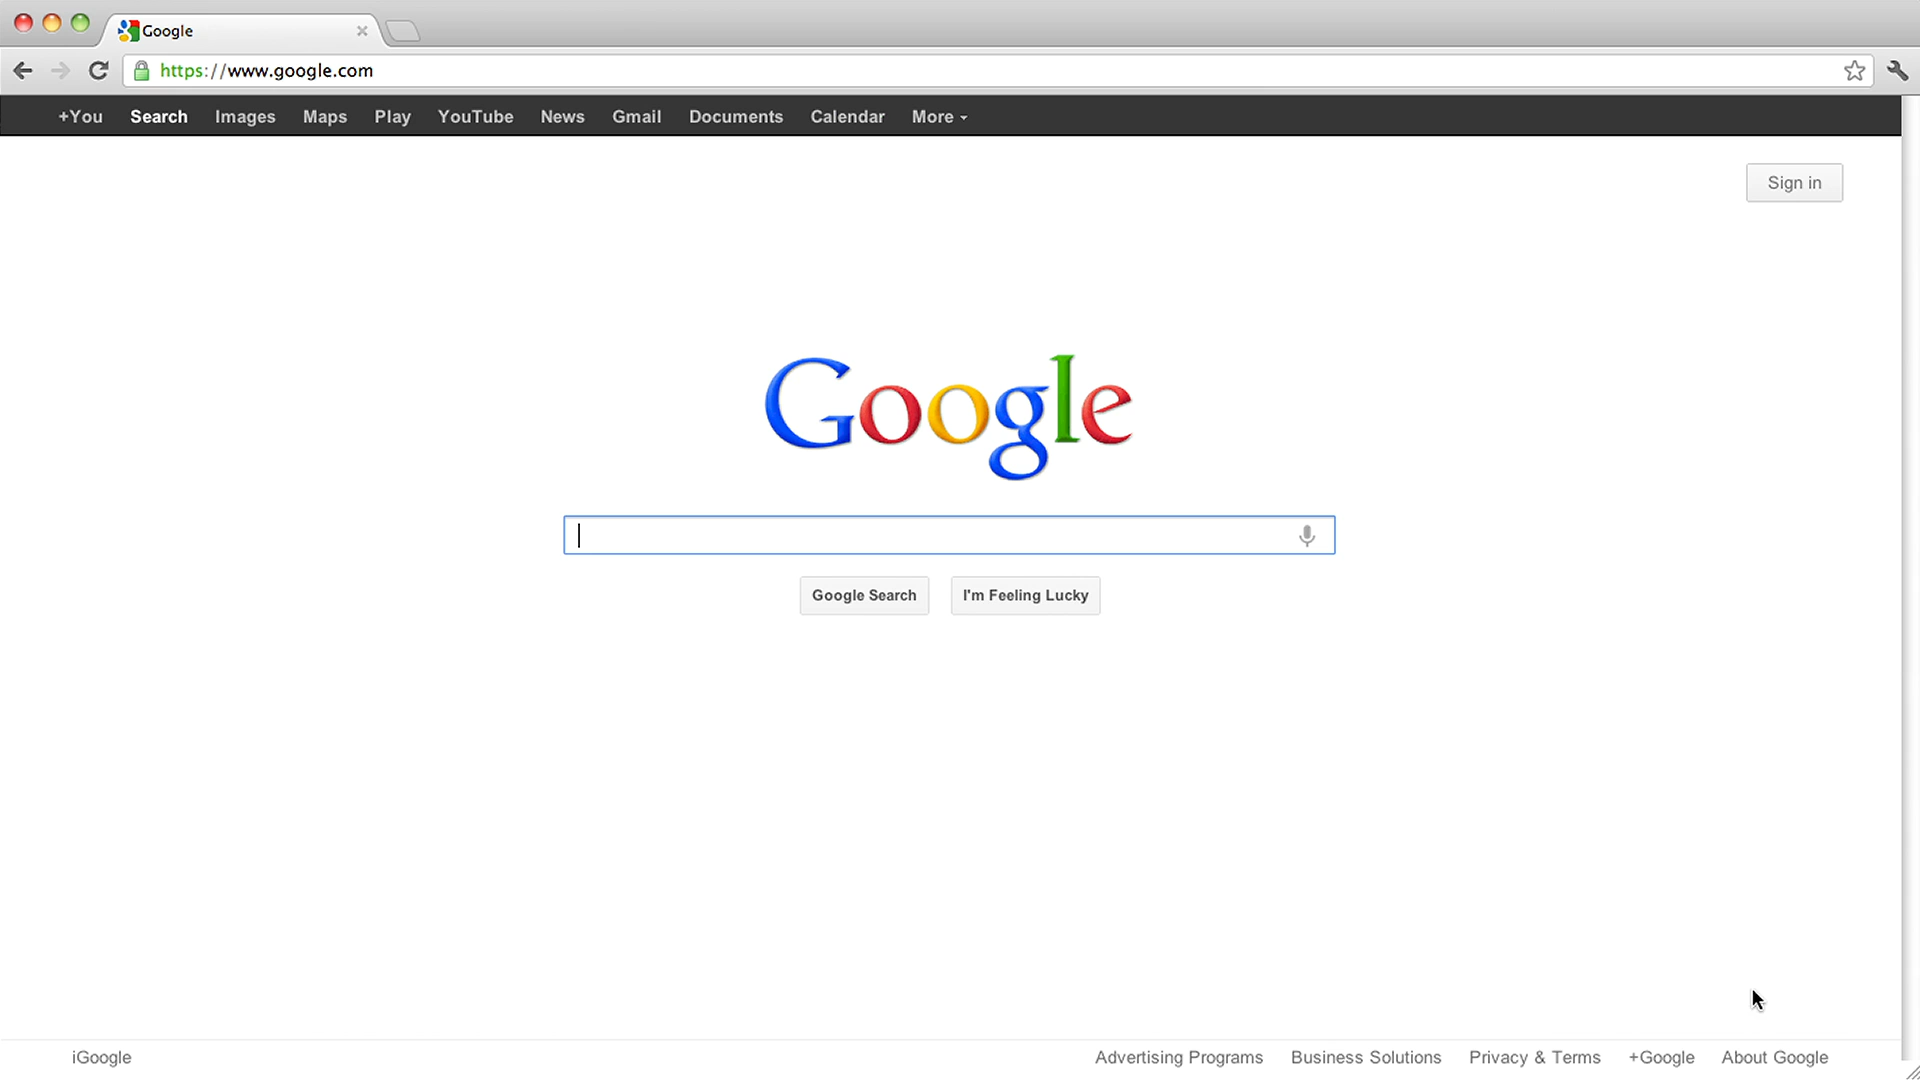 Google
https://www.google.com
+You Search Images Maps Play YouTube News Gmail Documents Calendar More
Sign in
Google
Google Search I'm Feeling Lucky
iGoogle Advertising Programs Business Solutions Privacy & Terms +Google About Google